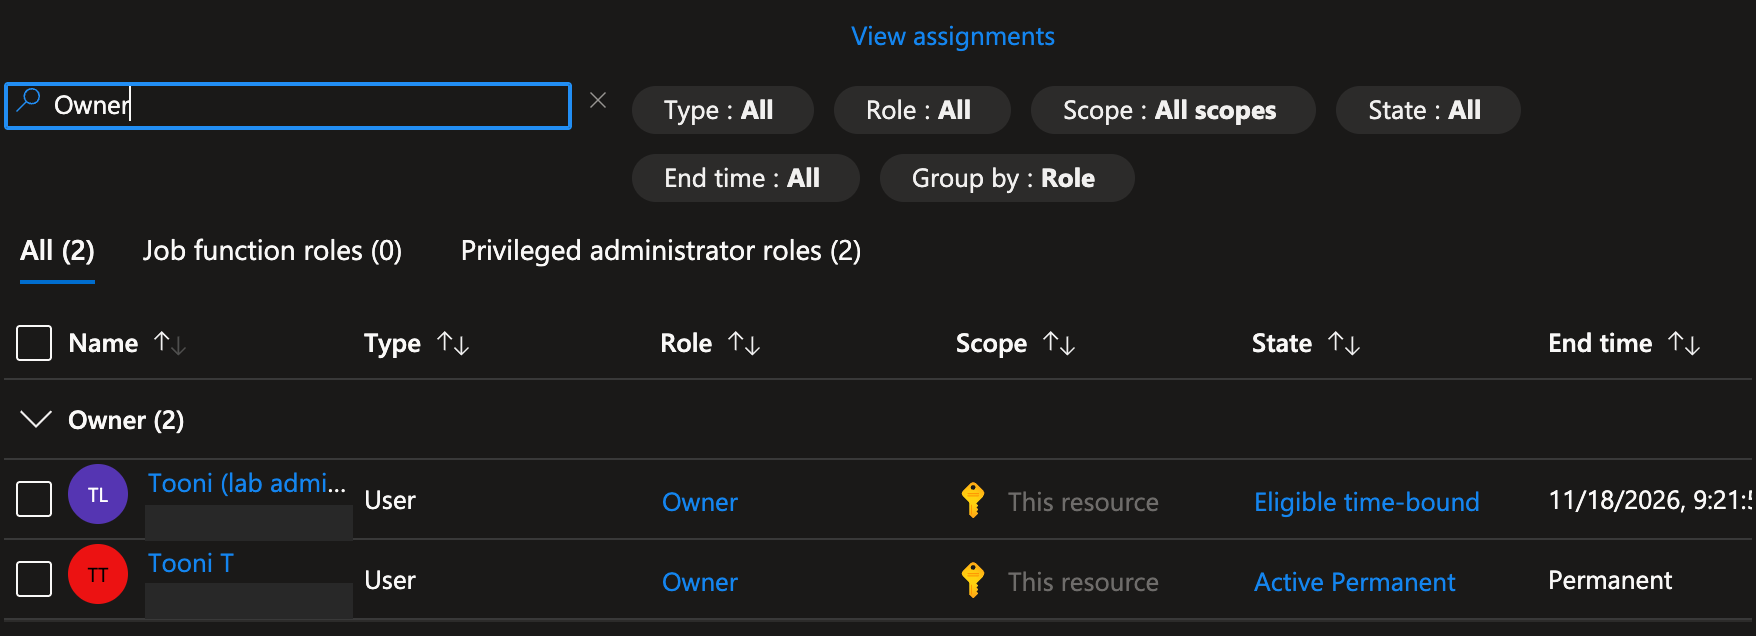 View assignments
Owner
Type : All
Role : All
Scope : All scopes
State : All
End time : All
Group by : Role
All (2)
Job function roles (0)
Privileged administrator roles (2)
Name Type Role Scope State End time
Owner (2)
TL Tooni (lab admi... User Owner This resource Eligible time-bound 11/18/2026, 9:21:
TT Tooni T User Owner This resource Active Permanent Permanent